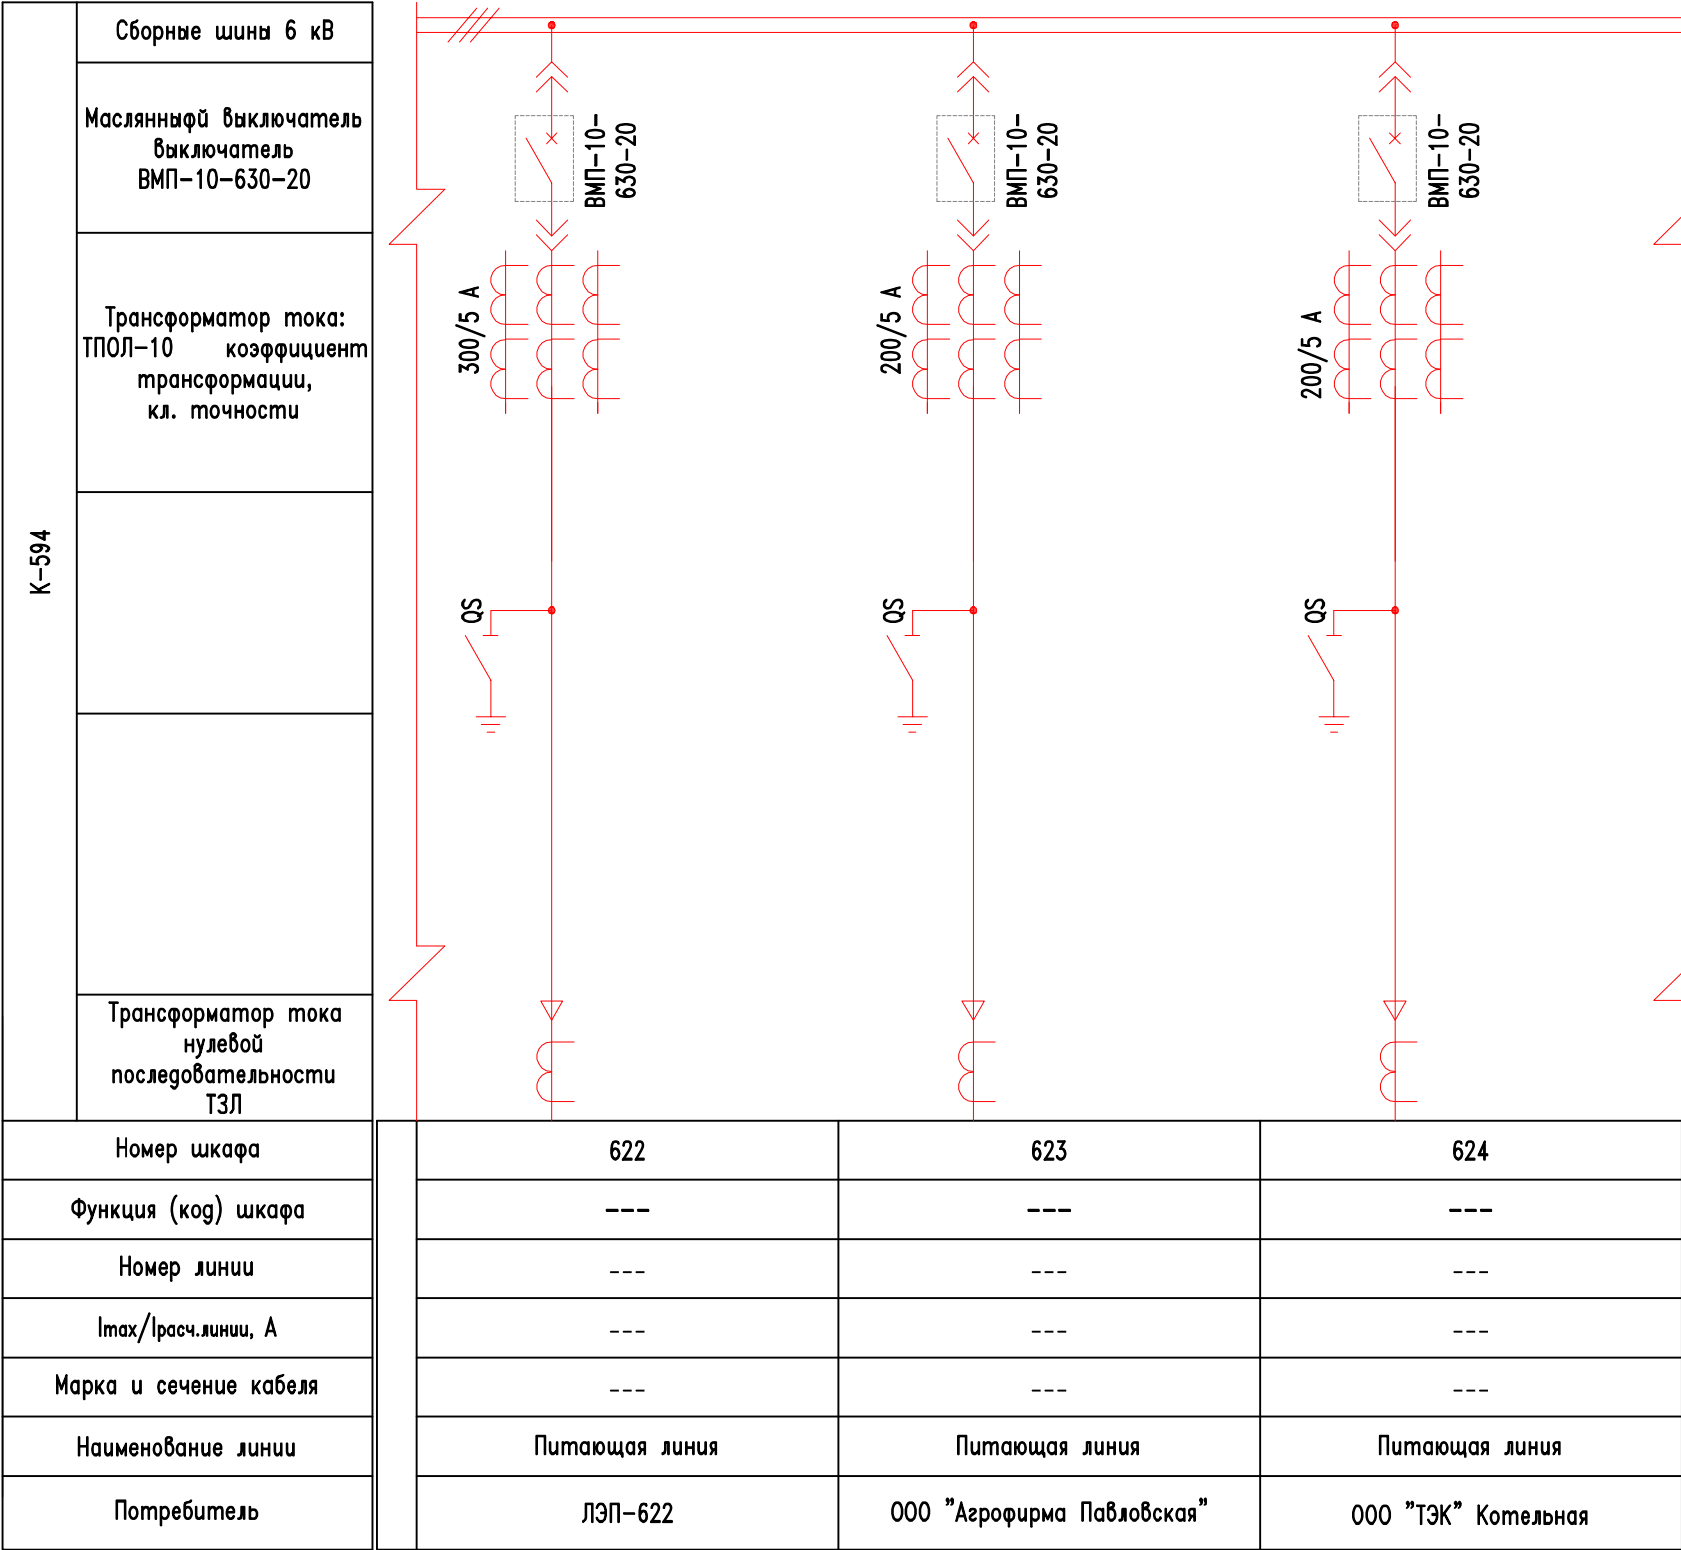 Сборные шины 6 кВ
К-594
Маслянныфй выключатель
выключатель
ВМП-10-630-20
Трансформатор тока:
ТПОЛ-10 коэффициент
трансформации,
кл. точности
Трансформатор тока
нулевой
последовательности
ТЗЛ
ВМП-10-
630-20
ВМП-10-
630-20
ВМП-10-
630-20
300/5 А
200/5 А
200/5 А
QS
QS
QS
Номер шкафа 622 623 624
Функция (код) шкафа --- --- ---
Номер линии --- --- ---
Imax/Iрасч.линии, А --- --- ---
Марка и сечение кабеля --- --- ---
Наименование линии Питающая линия Питающая линия Питающая линия
Потребитель ЛЭП-622 ООО "Агрофирма Павловская" ООО "ТЭК" Котельная